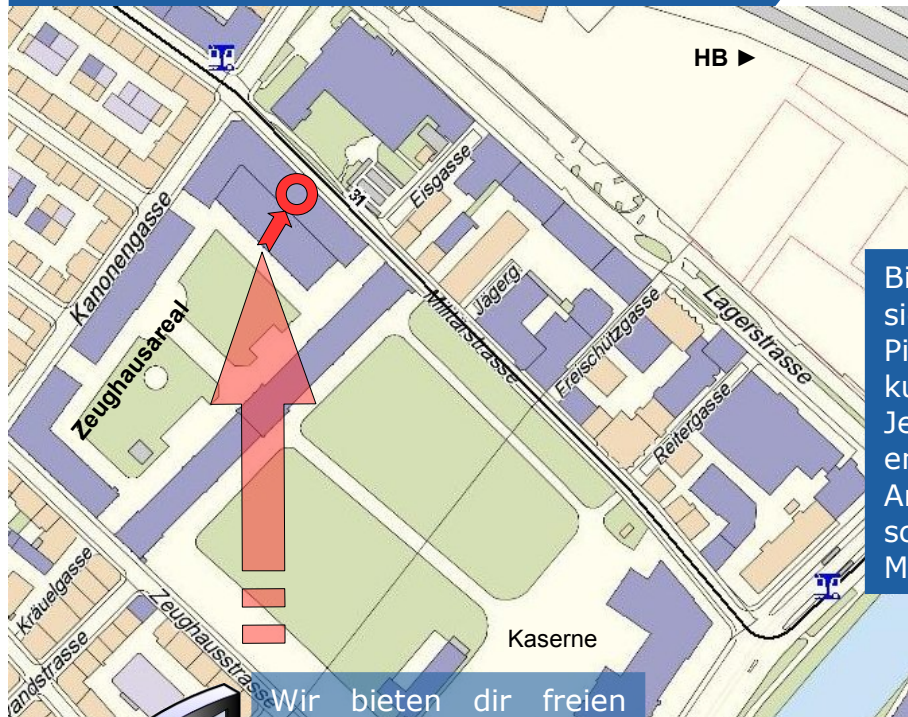 HB ►
31
Eisgasse
Kanonengasse
Jägerg.
Militärstrasse
Freischützgasse
Lagerstrasse
Zeughausareal
Reitergasse
Kräuelgasse
Zeughausstrasse
Kaserne
Wir bieten dir freien